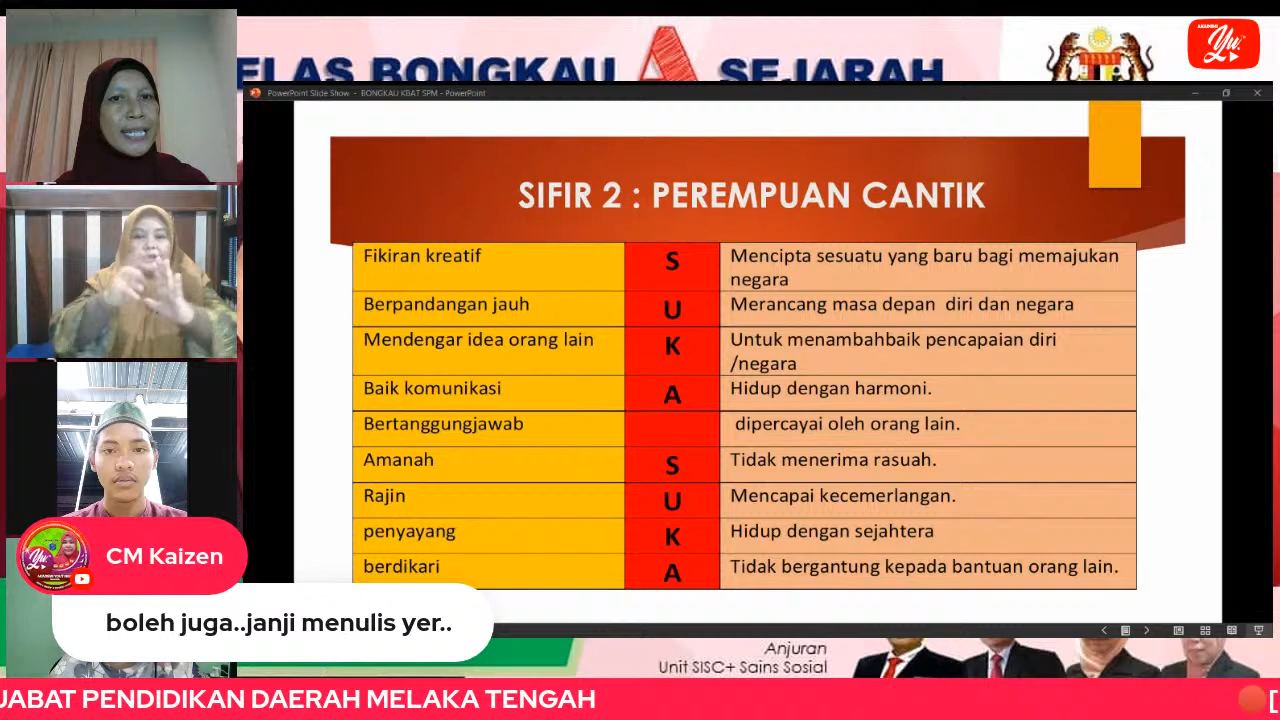 ELAS BONGKAU A SEJARAH
AKADEMI
Yu
PowerPoint Slide Show - BONGKAU KBAT SPM - PowerPoint
SIFIR 2 : PEREMPUAN CANTIK
Fikiran kreatif S Mencipta sesuatu yang baru bagi memajukan
negara
Berpandangan jauh U Merancang masa depan diri dan negara
Mendengar idea orang lain K Untuk menambahbaik pencapaian diri
/negara
Baik komunikasi A Hidup dengan harmoni.
Bertanggungjawab dipercayai oleh orang lain.
Amanah S Tidak menerima rasuah.
Rajin U Mencapai kecemerlangan.
penyayang K Hidup dengan sejahtera
berdikari A Tidak bergantung kepada bantuan orang lain.
CM Kaizen
boleh juga..janji menulis yer..
Anjuran
Unit SISC+ Sains Sosial
JABAT PENDIDIKAN DAERAH MELAKA TENGAH